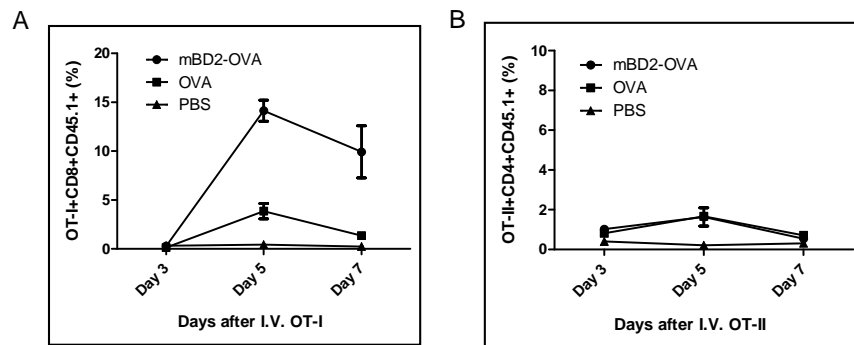 A
OT-I+CD8+CD45.1+ (%)
20
15
10
5
0
mBD2-OVA
OVA
PBS
Day 3
Day 5
Day 7
Days after I.V. OT-I
B
OT-II+CD4+CD45.1+ (%)
10
8
6
4
2
0
mBD2-OVA
OVA
PBS
Day 3
Day 5
Day 7
Days after I.V. OT-II